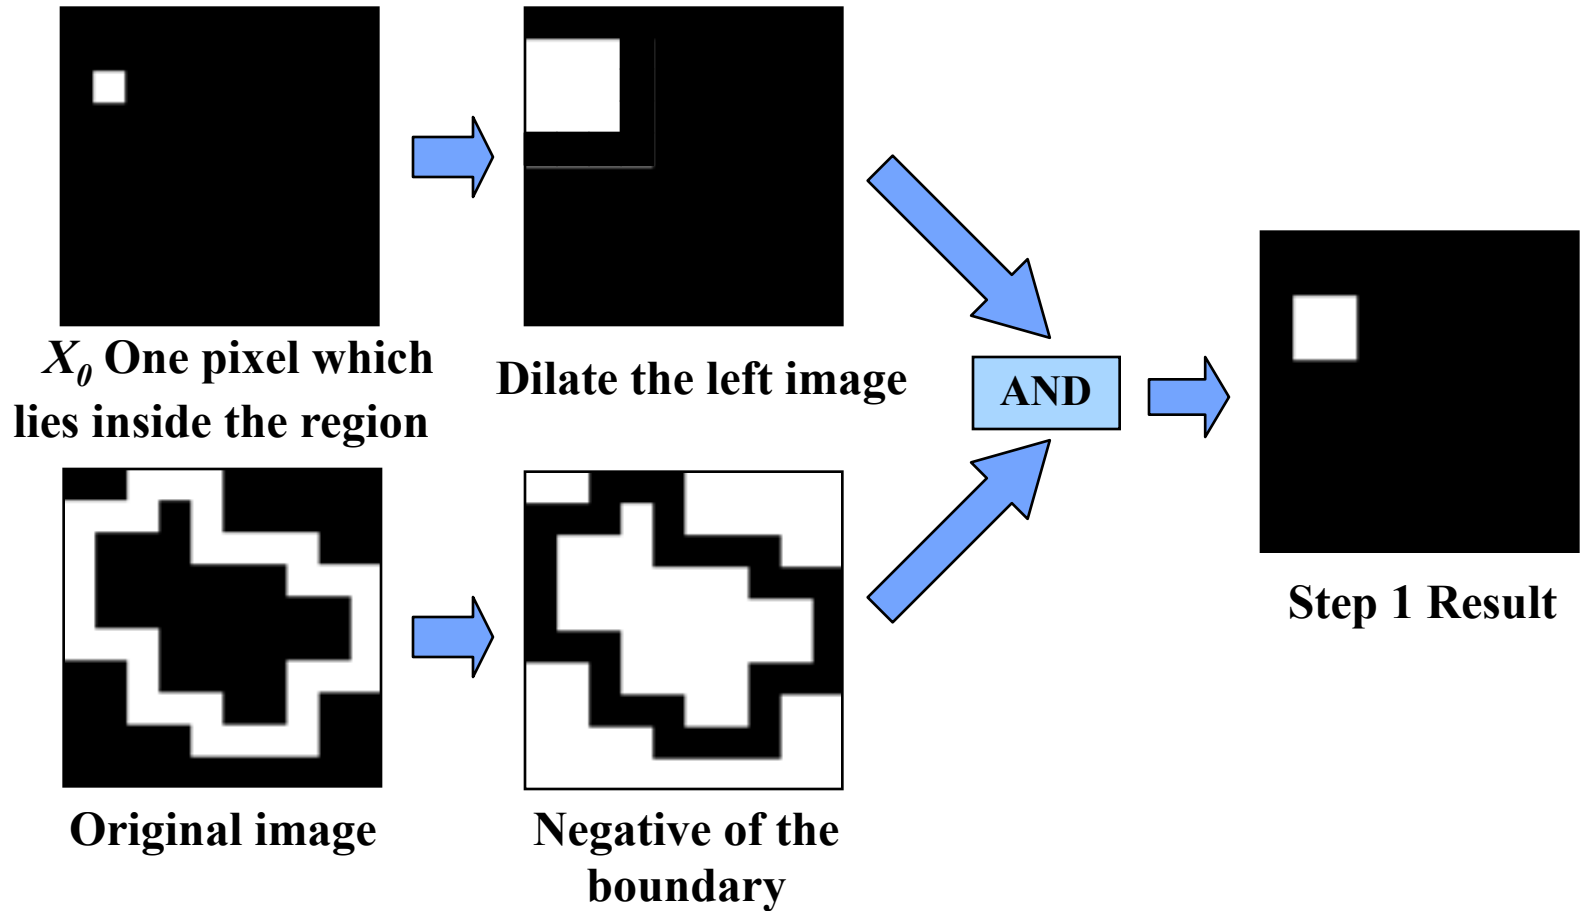 X₀ One pixel which
lies inside the region
Dilate the left image
AND
Step 1 Result
Original image
Negative of the
boundary